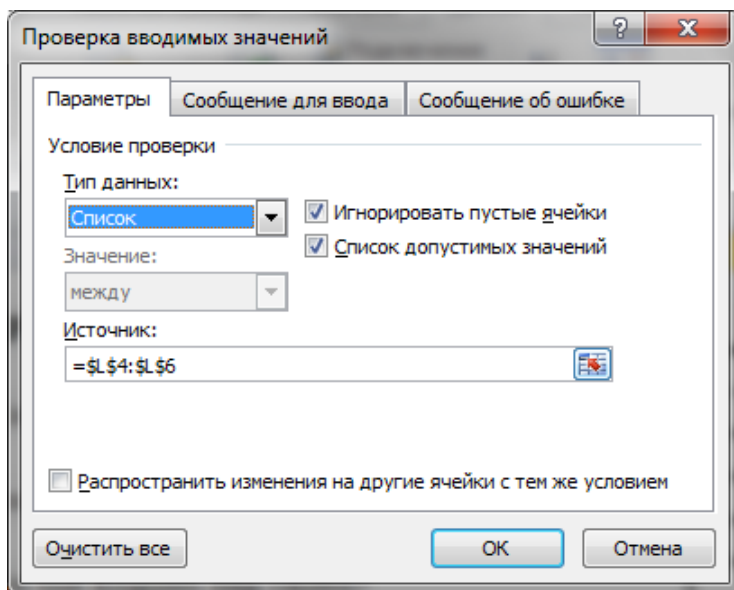 Проверка вводимых значений
Параметры
Сообщение для ввода
Сообщение об ошибке
Условие проверки
Тип данных:
Список
Игнорировать пустые ячейки
Список допустимых значений
Значение:
между
Источник:
=$L$4:$L$6
Распространить изменения на другие ячейки с тем же условием
Очистить все
ОК
Отмена